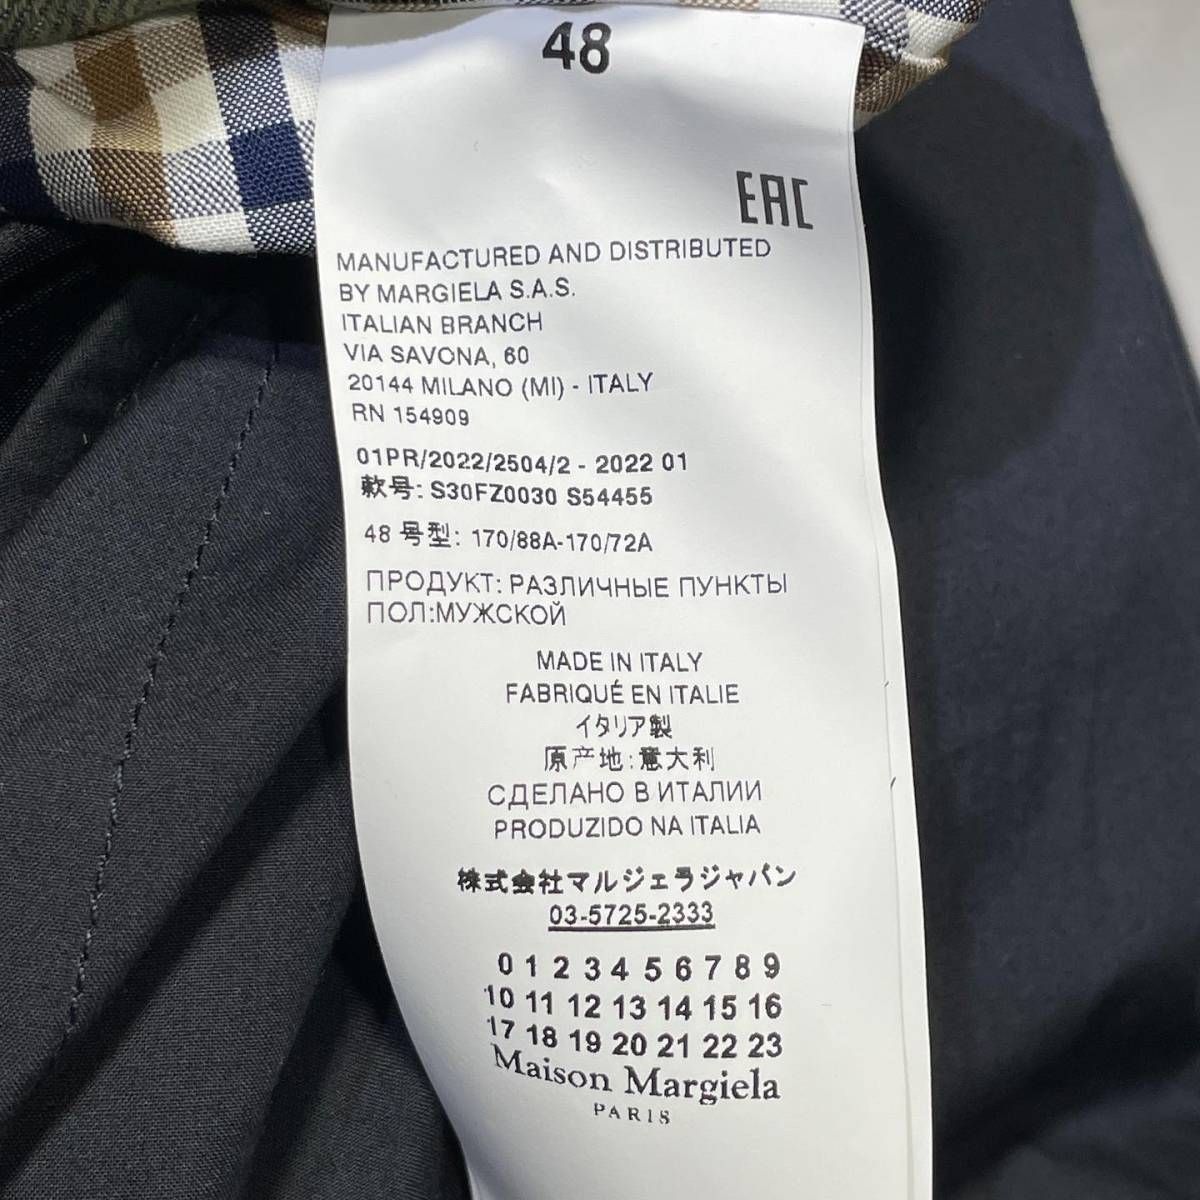 48
EAC
MANUFACTURED AND DISTRIBUTED
BY MARGIELA S.A.S.
ITALIAN BRANCH
VIA SAVONA, 60
20144 MILANO (MI) - ITALY
RN 154909
01PR/2022/2504/2 - 2022 01
款号: S30FZ0030 S54455
48 号型: 170/88A-170/72A
ПРОДУКТ: РАЗЛИЧНЫЕ ПУНКТЫ
ПОЛ:МУЖСКОЙ
MADE IN ITALY
FABRIQUÉ EN ITALIE
イタリア製
原产地:意大利
СДЕЛАНО В ИТАЛИИ
PRODUZIDO NA ITALIA
株式会社マルジェラジャパン
03-5725-2333
0 1 2 3 4 5 6 7 8 9
10 11 12 13 14 15 16
17 18 19 20 21 22 23
Maison Margiela
PARIS